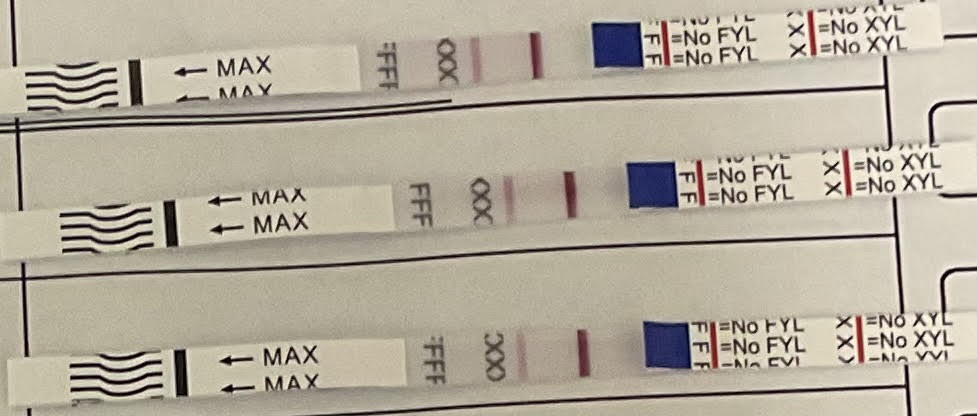 ← MAX FFF XXX F =No FYL X =No XYL
F =No FYL X =No XYL
← MAX FFF XXX F =No FYL X =No XYL
← MAX F =No FYL X =No XYL
← MAX FFF XXX F =No FYL X =No XYL
← MAX F =No FYL X =No XYL